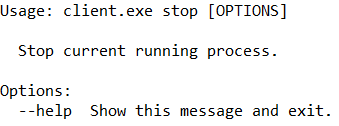 Usage: client.exe stop [OPTIONS]
Stop current running process.
Options:
--help  Show this message and exit.